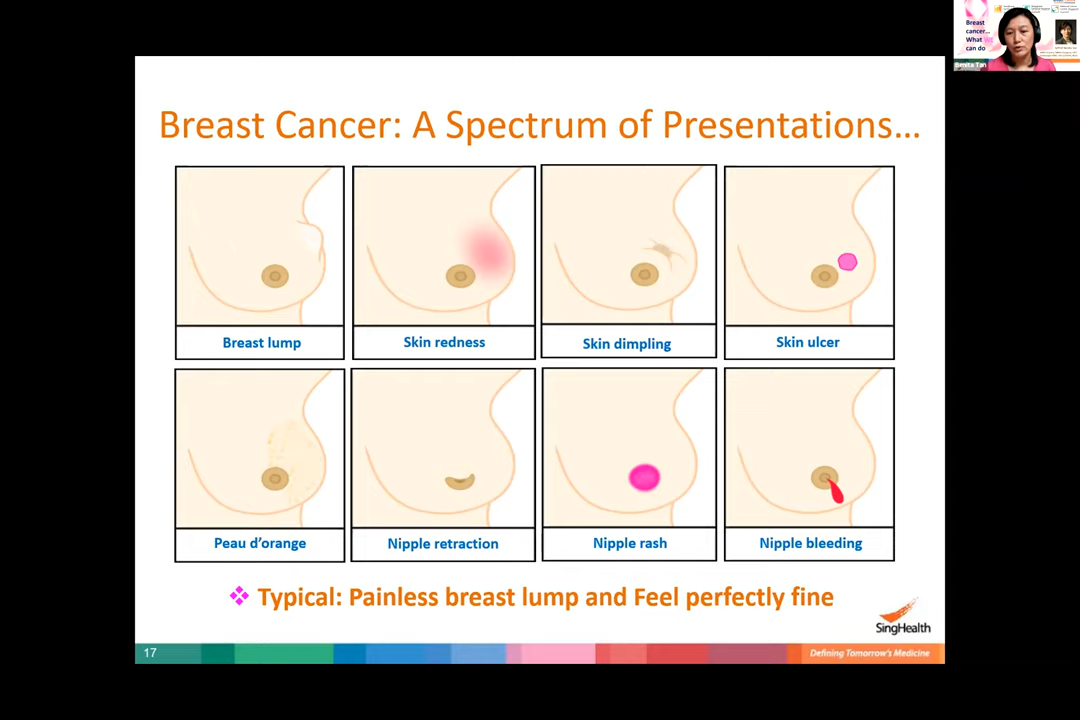 Breast Cancer: A Spectrum of Presentations...
Breast lump
Skin redness
Skin dimpling
Skin ulcer
Peau d'orange
Nipple retraction
Nipple rash
Nipple bleeding
Typical: Painless breast lump and Feel perfectly fine
SingHealth
17
Defining Tomorrow's Medicine
Breast
cancer...
What
can do
Benita Tan